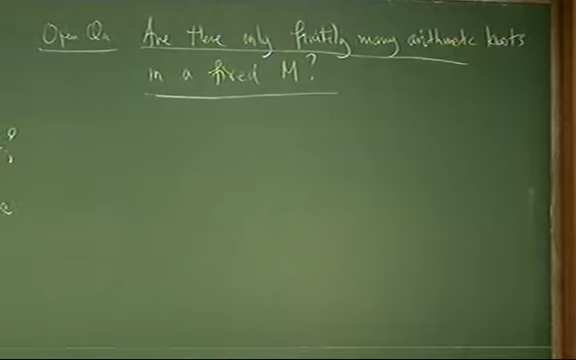 Open Qn Are there only finitely many arithmetic knots
in a fixed M?